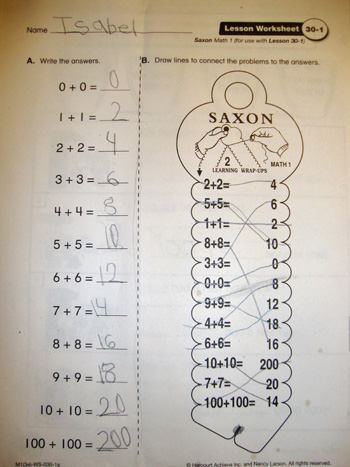 Name Isabel
Lesson Worksheet 30-1
Saxon Math 1 (for use with Lesson 30-1)
A. Write the answers.
0 + 0 = 0
1 + 1 = 2
2 + 2 = 4
3 + 3 = 6
4 + 4 = 8
5 + 5 = 10
6 + 6 = 12
7 + 7 = 14
8 + 8 = 16
9 + 9 = 18
10 + 10 = 20
100 + 100 = 200
B. Draw lines to connect the problems to the answers.
SAXON
2
LEARNING WRAP-UPS
MATH 1
2+2= 4
5+5= 6
1+1= 2
8+8= 10
3+3= 0
0+0= 8
9+9= 12
4+4= 18
6+6= 16
10+10= 200
7+7= 20
100+100= 14
M1Oni-WS-030-1a
© Harcourt Achieve Inc. and Nancy Larson. All rights reserved.